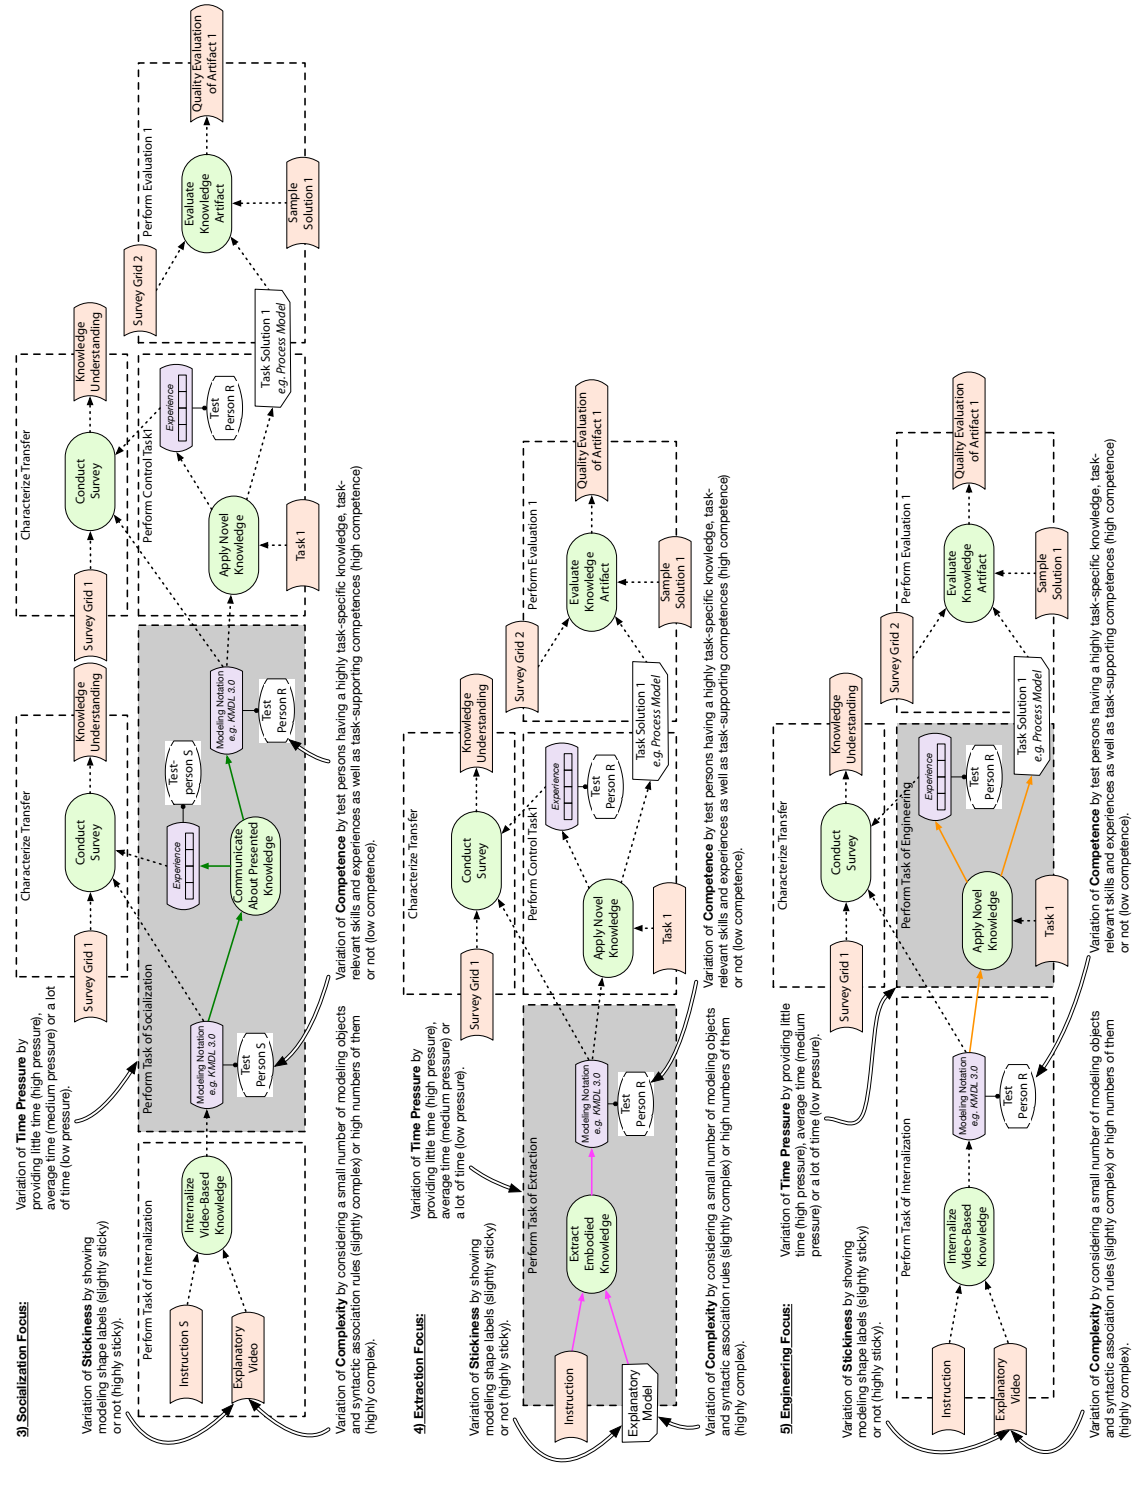 3) Socialization Focus:
Variation of Stickiness by showing
modeling shape labels (slightly sticky)
or not (highly sticky).
Variation of Time Pressure by
providing little time (high pressure),
average time (medium pressure) or a lot
of time (low pressure).
Perform Task of Internalization
Instruction S
Explanatory
Video
Internalize
Video-Based
Knowledge
Perform Task of Socialization
Modeling Notation
e.g. KMDL 3.0
Test
Person S
Communicate
About Presented
Knowledge
Experience
Test-
person S
Modeling Notation
e.g. KMDL 3.0
Test
Person R
Characterize Transfer
Survey Grid 1
Conduct
Survey
Knowledge
Understanding
Characterize Transfer
Survey Grid 1
Conduct
Survey
Knowledge
Understanding
Perform Control Task1
Task 1
Apply Novel
Knowledge
Experience
Test
Person R
Task Solution 1
e.g. Process Model
Perform Evaluation 1
Survey Grid 2
Evaluate
Knowledge
Artifact
Sample
Solution 1
Quality Evaluation
of Artifact 1
Variation of Complexity by considering a small number of modeling objects
and syntactic association rules (slightly complex) or high numbers of them
(highly complex).
Variation of Competence by test persons having a highly task-specific knowledge, task-
relevant skills and experiences as well as task-supporting competences (high competence)
or not (low competence).
4) Extraction Focus:
Variation of Stickiness by showing
modeling shape labels (slightly sticky)
or not (highly sticky).
Variation of Time Pressure by
providing little time (high pressure),
average time (medium pressure) or
a lot of time (low pressure).
Perform Task of Extraction
Instruction
Explanatory
Model
Extract
Embodied
Knowledge
Modeling Notation
e.g. KMDL 3.0
Test
Person R
Characterize Transfer
Survey Grid 1
Conduct
Survey
Knowledge
Understanding
Perform Control Task1
Task 1
Apply Novel
Knowledge
Experience
Test
Person R
Task Solution 1
e.g. Process Model
Perform Evaluation 1
Survey Grid 2
Evaluate
Knowledge
Artifact
Sample
Solution 1
Quality Evaluation
of Artifact 1
Variation of Complexity by considering a small number of modeling objects
and syntactic association rules (slightly complex) or high numbers of them
(highly complex).
Variation of Competence by test persons having a highly task-specific knowledge, task-
relevant skills and experiences as well as task-supporting competences (high competence)
or not (low competence).
5) Engineering Focus:
Variation of Stickiness by showing
modeling shape labels (slightly sticky)
or not (highly sticky).
Variation of Time Pressure by providing little
time (high pressure), average time (medium
pressure) or a lot of time (low pressure).
Perform Task of Internalization
Instruction
Explanatory
Video
Internalize
Video-Based
Knowledge
Modeling Notation
e.g. KMDL 3.0
Test
Person R
Characterize Transfer
Survey Grid 1
Conduct
Survey
Knowledge
Understanding
Perform Task of Engineering
Task 1
Apply Novel
Knowledge
Experience
Test
Person R
Task Solution 1
e.g. Process Model
Perform Evaluation 1
Survey Grid 2
Evaluate
Knowledge
Artifact
Sample
Solution 1
Quality Evaluation
of Artifact 1
Variation of Complexity by considering a small number of modeling objects
and syntactic association rules (slightly complex) or high numbers of them
(highly complex).
Variation of Competence by test persons having a highly task-specific knowledge, task-
relevant skills and experiences as well as task-supporting competences (high competence)
or not (low competence).